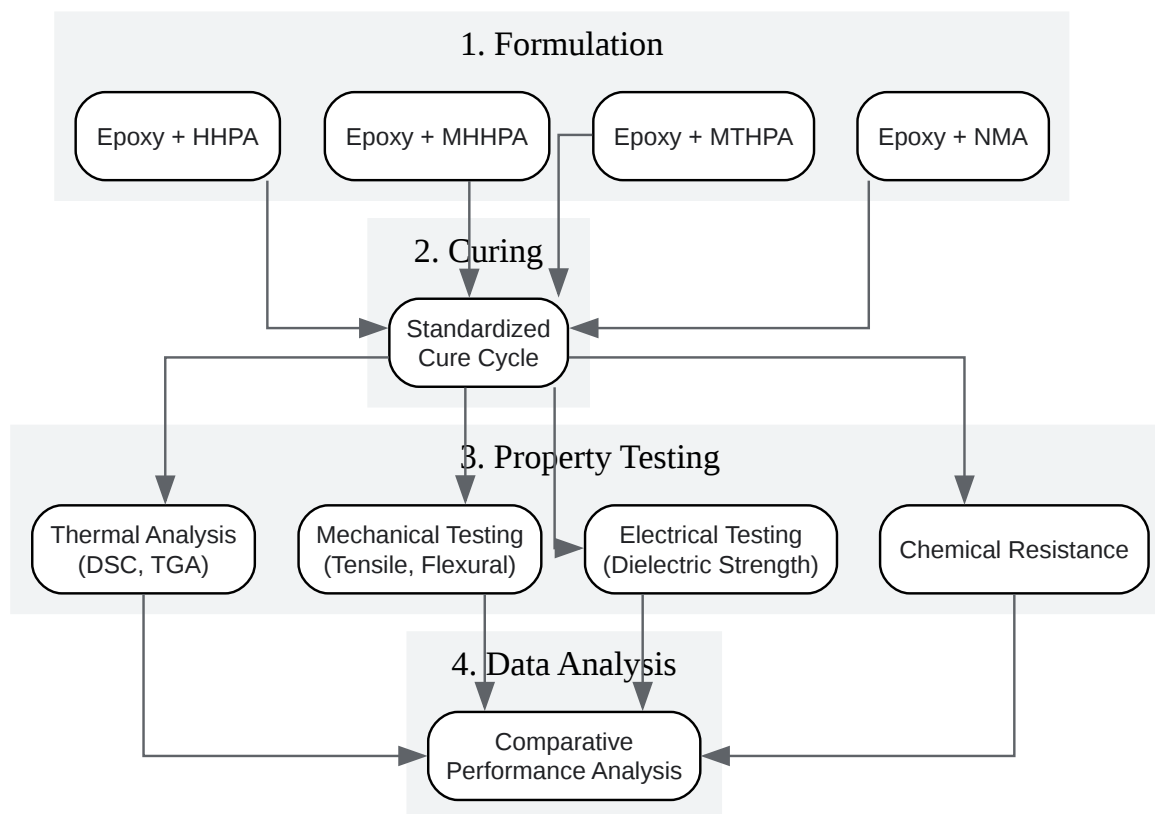 1. Formulation
Epoxy + HHPA
Epoxy + MHHPA
Epoxy + MTHPA
Epoxy + NMA
2. Curing
Standardized
Cure Cycle
3. Property Testing
Thermal Analysis
(DSC, TGA)
Mechanical Testing
(Tensile, Flexural)
Electrical Testing
(Dielectric Strength)
Chemical Resistance
4. Data Analysis
Comparative
Performance Analysis